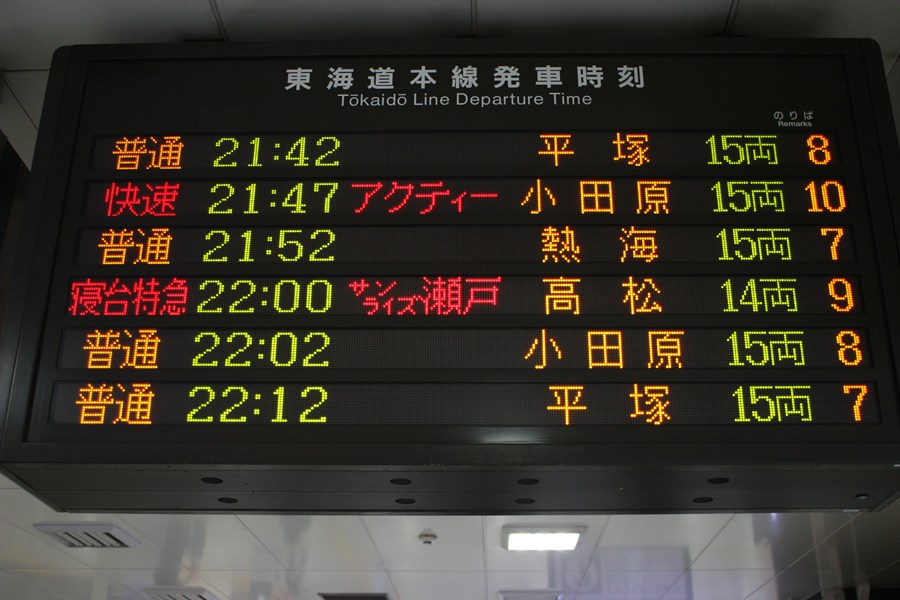 東海道本線発車時刻
Tōkaidō Line Departure Time
のりば
Remarks
普通 21:42 平塚 15両 8
快速 21:47 アクティー 小田原 15両 10
普通 21:52 熱海 15両 7
寝台特急 22:00 サンライズ瀬戸 高松 14両 9
普通 22:02 小田原 15両 8
普通 22:12 平塚 15両 7